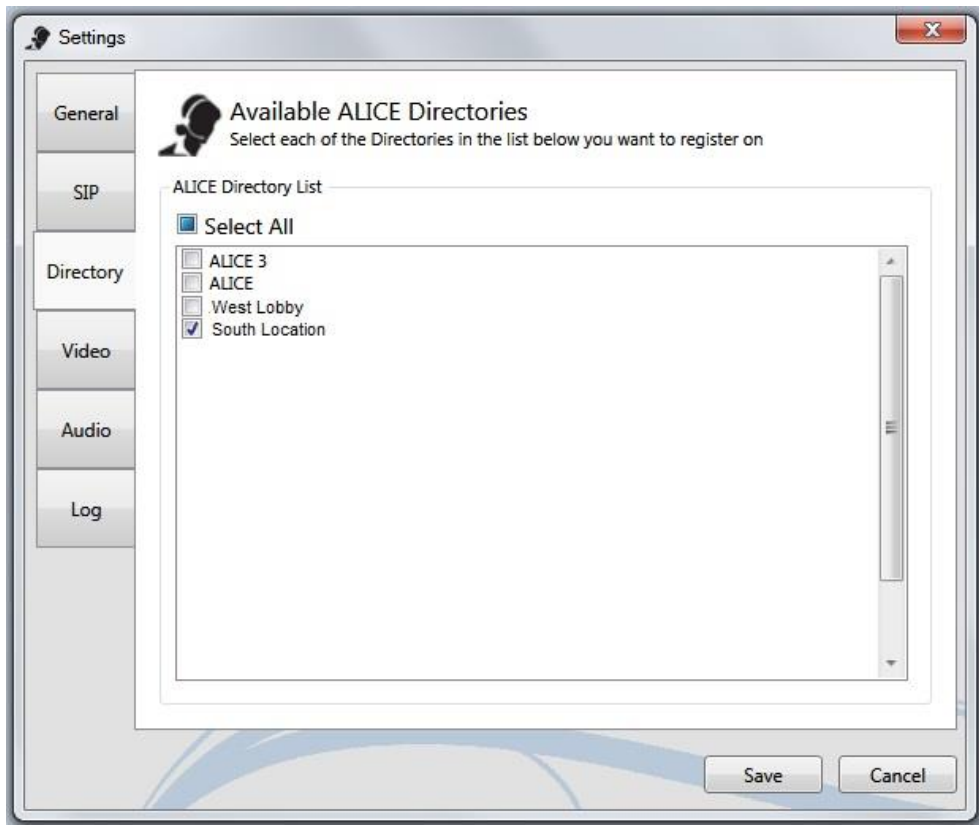 Settings
General
SIP
Directory
Video
Audio
Log
Available ALICE Directories
Select each of the Directories in the list below you want to register on
ALICE Directory List
Select All
ALICE 3
ALICE
West Lobby
South Location
Save
Cancel